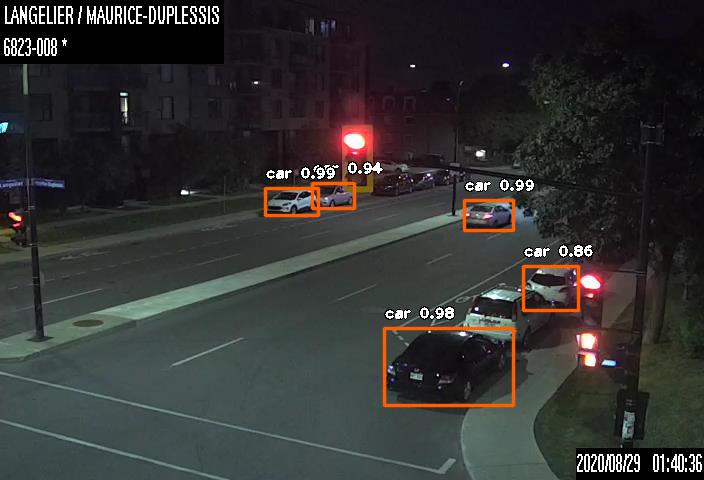 LANGELIER / MAURICE-DUPLESSIS
6823-008 *
car 0.99
0.94
car 0.99
car 0.86
car 0.98
2020/08/29 01:40:36